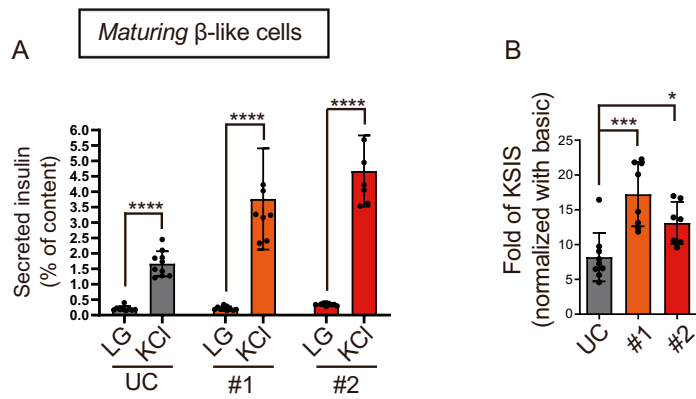 Maturing β-like cells
A
Secreted insulin
(% of content)
6.0
5.5
5.0
4.5
4.0
3.5
3.0
2.5
2.0
1.5
1.0
0.5
0.0
****
****
****
LG
KCl
LG
KCl
LG
KCl
UC
#1
#2
B
Fold of KSIS
(normalized with basic)
25
20
15
10
5
0
***
*
UC
#1
#2